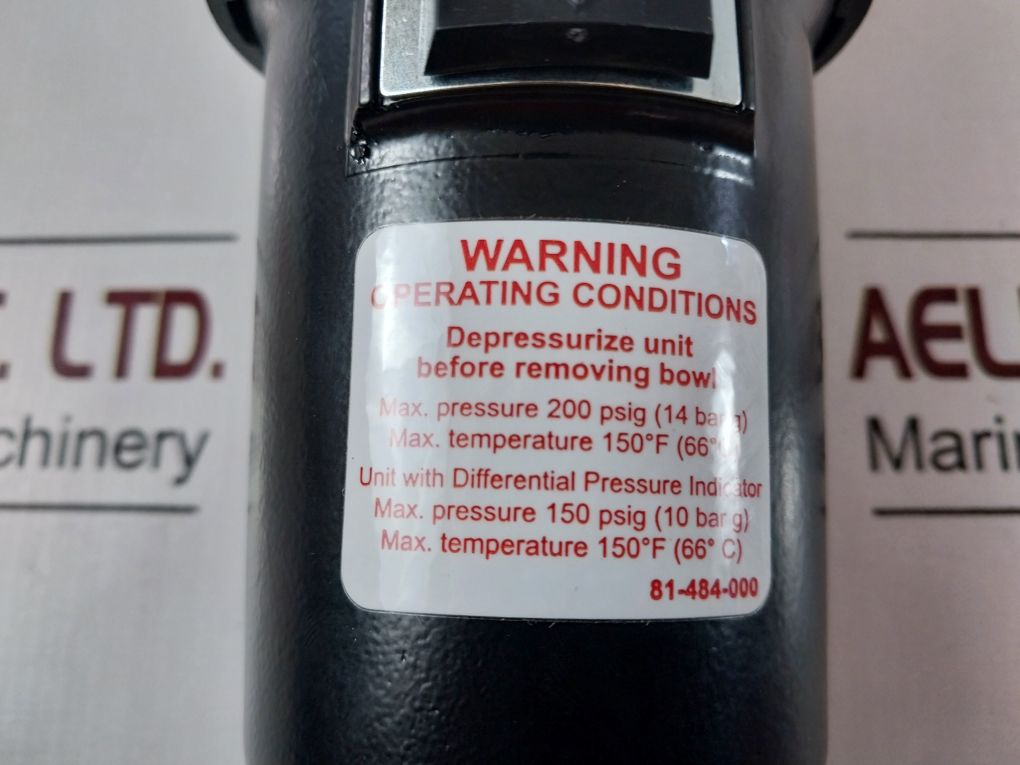 WARNING
OPERATING CONDITIONS
Depressurize unit
before removing bowl
Max. pressure 200 psig (14 bar g)
Max. temperature 150°F (66° C)
Unit with Differential Pressure Indicator
Max. pressure 150 psig (10 bar g)
Max. temperature 150°F (66° C)
81-484-000
LTD.
chinery
AEL
Marin